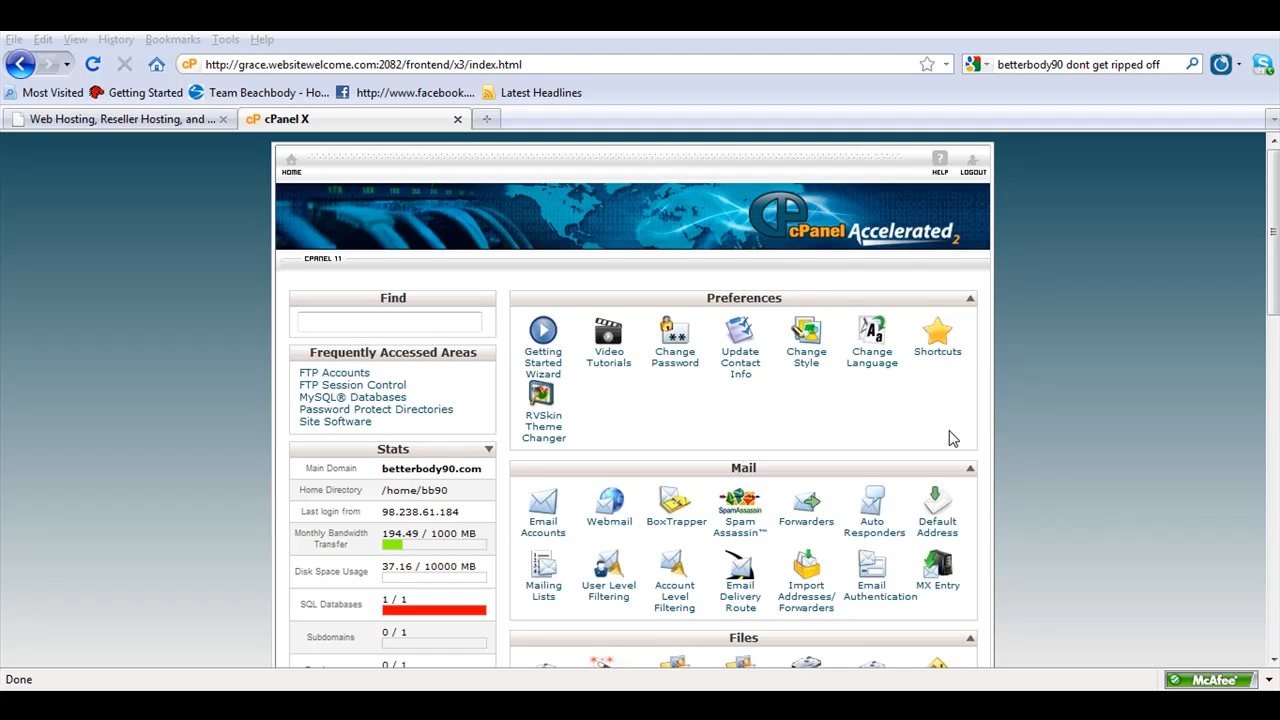 File Edit View History Bookmarks Tools Help
cP http://grace.websitewelcome.com:2082/frontend/x3/index.html betterbody90 dont get ripped off
Most Visited Getting Started Team Beachbody - Ho... http://www.facebook.... Latest Headlines
Web Hosting, Reseller Hosting, and ... cP cPanel X
HOME HELP LOGOUT
cPanel Accelerated 2
CPANEL 11
Find
Frequently Accessed Areas
FTP Accounts
FTP Session Control
MySQL® Databases
Password Protect Directories
Site Software
Stats
Main Domain betterbody90.com
Home Directory /home/bb90
Last login from 98.238.61.184
Monthly Bandwidth Transfer 194.49 / 1000 MB
Disk Space Usage 37.16 / 10000 MB
SQL Databases 1 / 1
Subdomains 0 / 1
0 / 1
Preferences
Getting Started Wizard
Video Tutorials
Change Password
Update Contact Info
Change Style
Change Language
Shortcuts
RVSkin Theme Changer
Mail
Email Accounts
Webmail
BoxTrapper
SpamAssassin
Spam Assassin™
Forwarders
Auto Responders
Default Address
Mailing Lists
User Level Filtering
Account Level Filtering
Email Delivery Route
Import Addresses/ Forwarders
Email Authentication
MX Entry
Files
Done McAfee